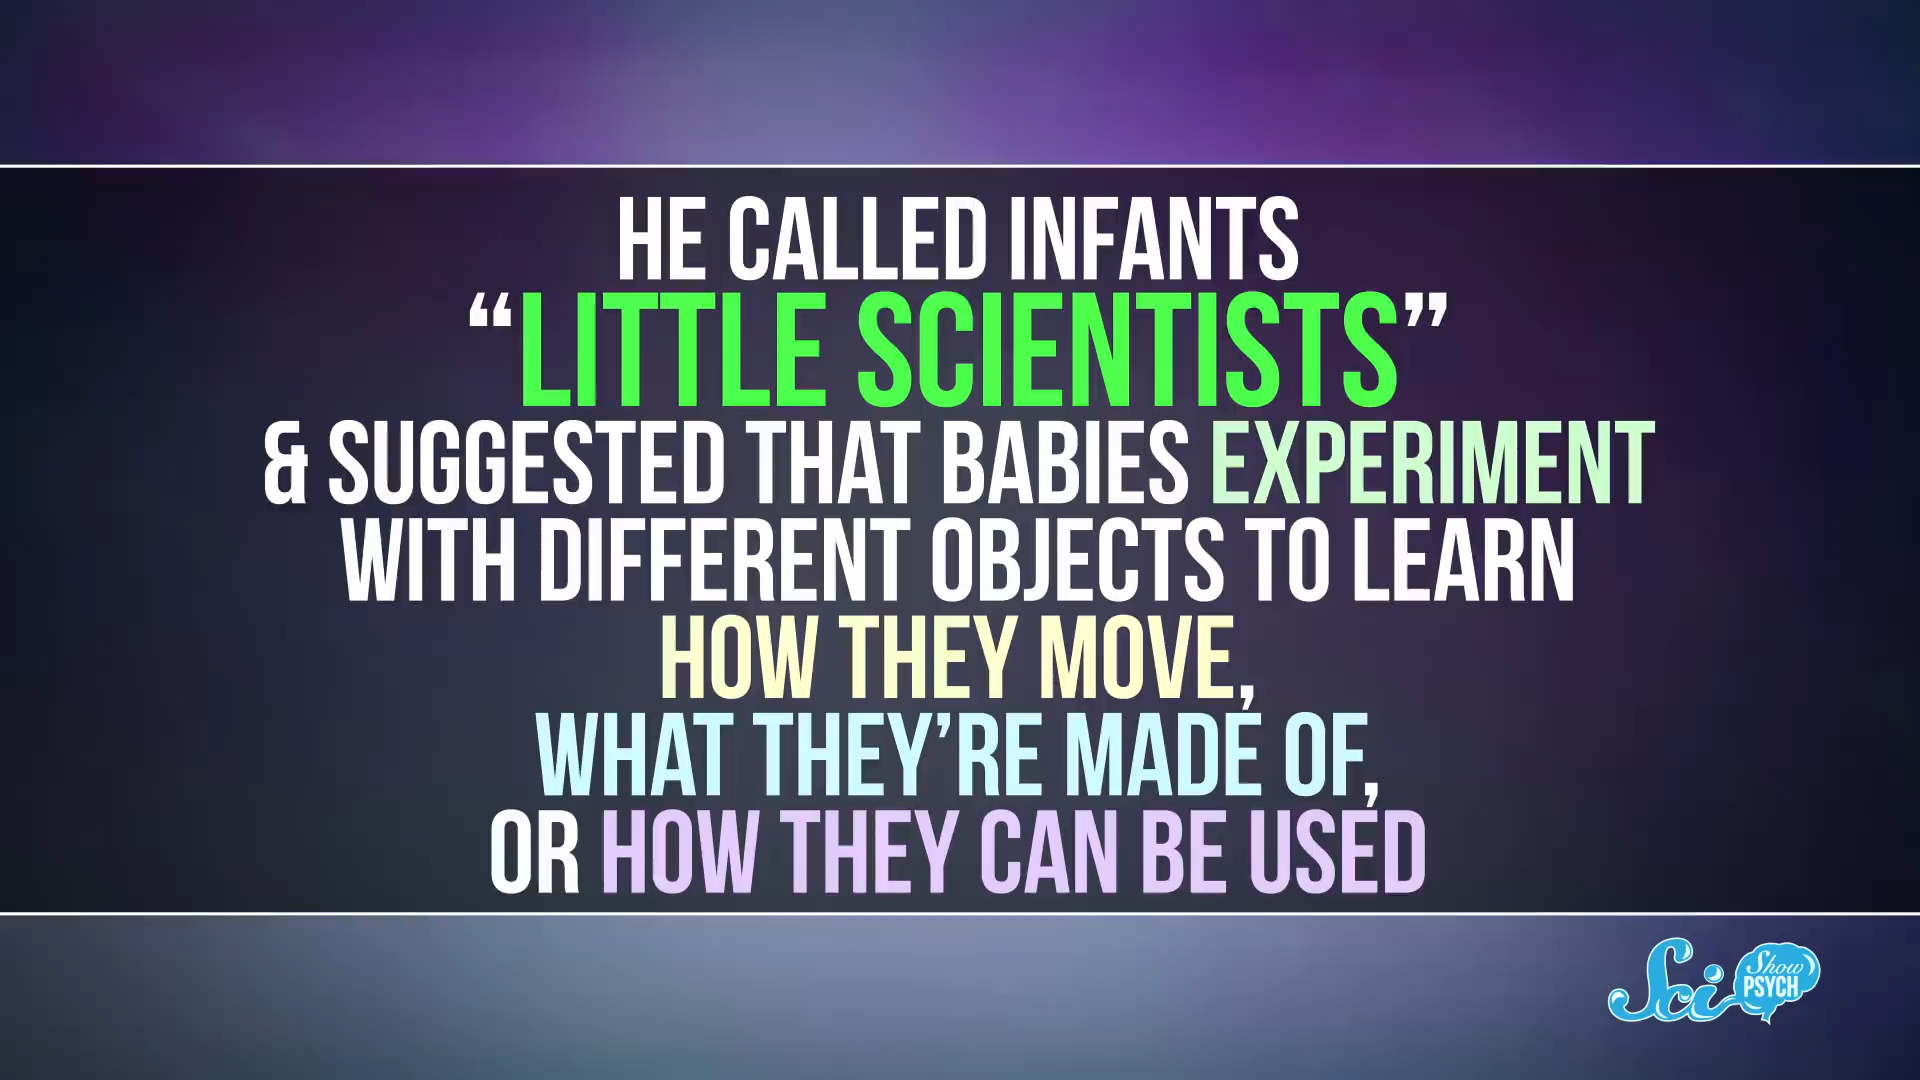 HE CALLED INFANTS
“LITTLE SCIENTISTS”
& SUGGESTED THAT BABIES EXPERIMENT
WITH DIFFERENT OBJECTS TO LEARN
HOW THEY MOVE,
WHAT THEY’RE MADE OF,
OR HOW THEY CAN BE USED
Sci Show
PSYCH